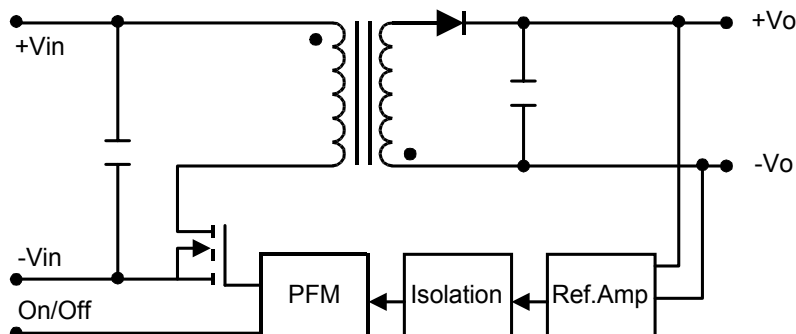 +Vin
+Vo
-Vo
-Vin
On/Off
PFM
Isolation
Ref.Amp